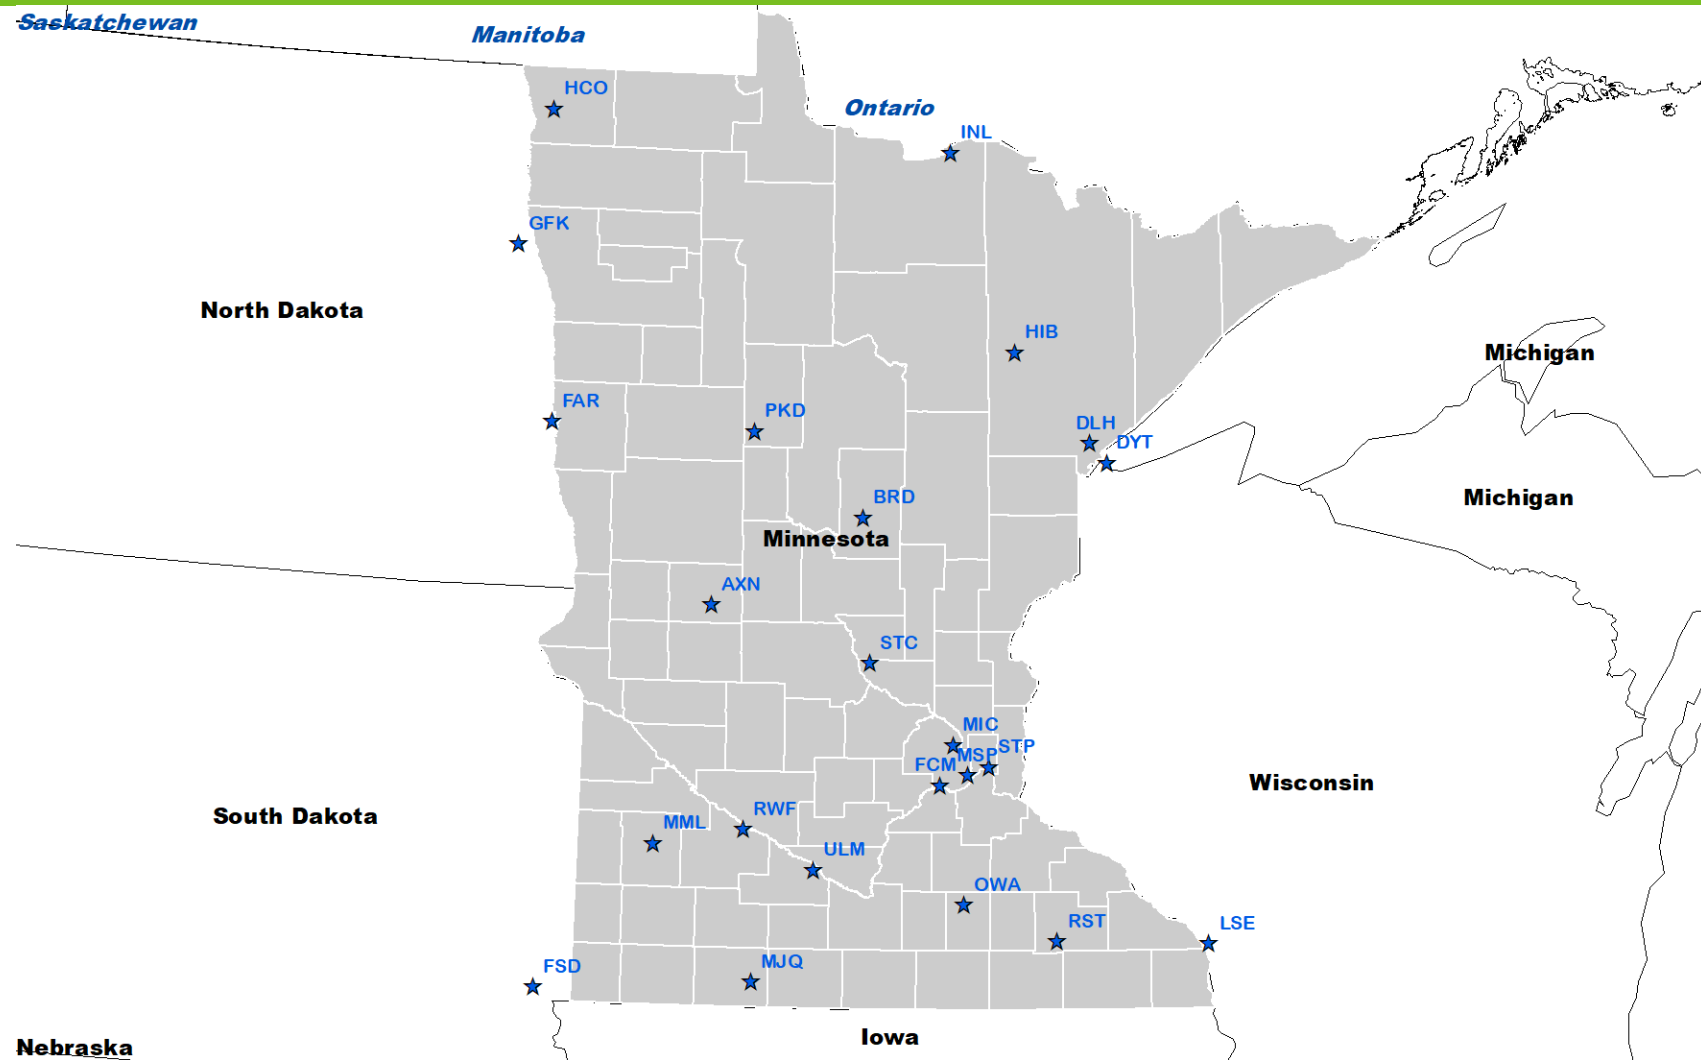 Saskatchewan
Manitoba
HCO
Ontario
INL
GFK
North Dakota
HIB
Michigan
FAR
PKD
DLH
DYT
BRD
Michigan
Minnesota
AXN
STC
MIC
STP
MSP
FCM
Wisconsin
RWF
South Dakota
MML
ULM
OWA
RST
LSE
FSD
MJQ
Iowa
Nebraska